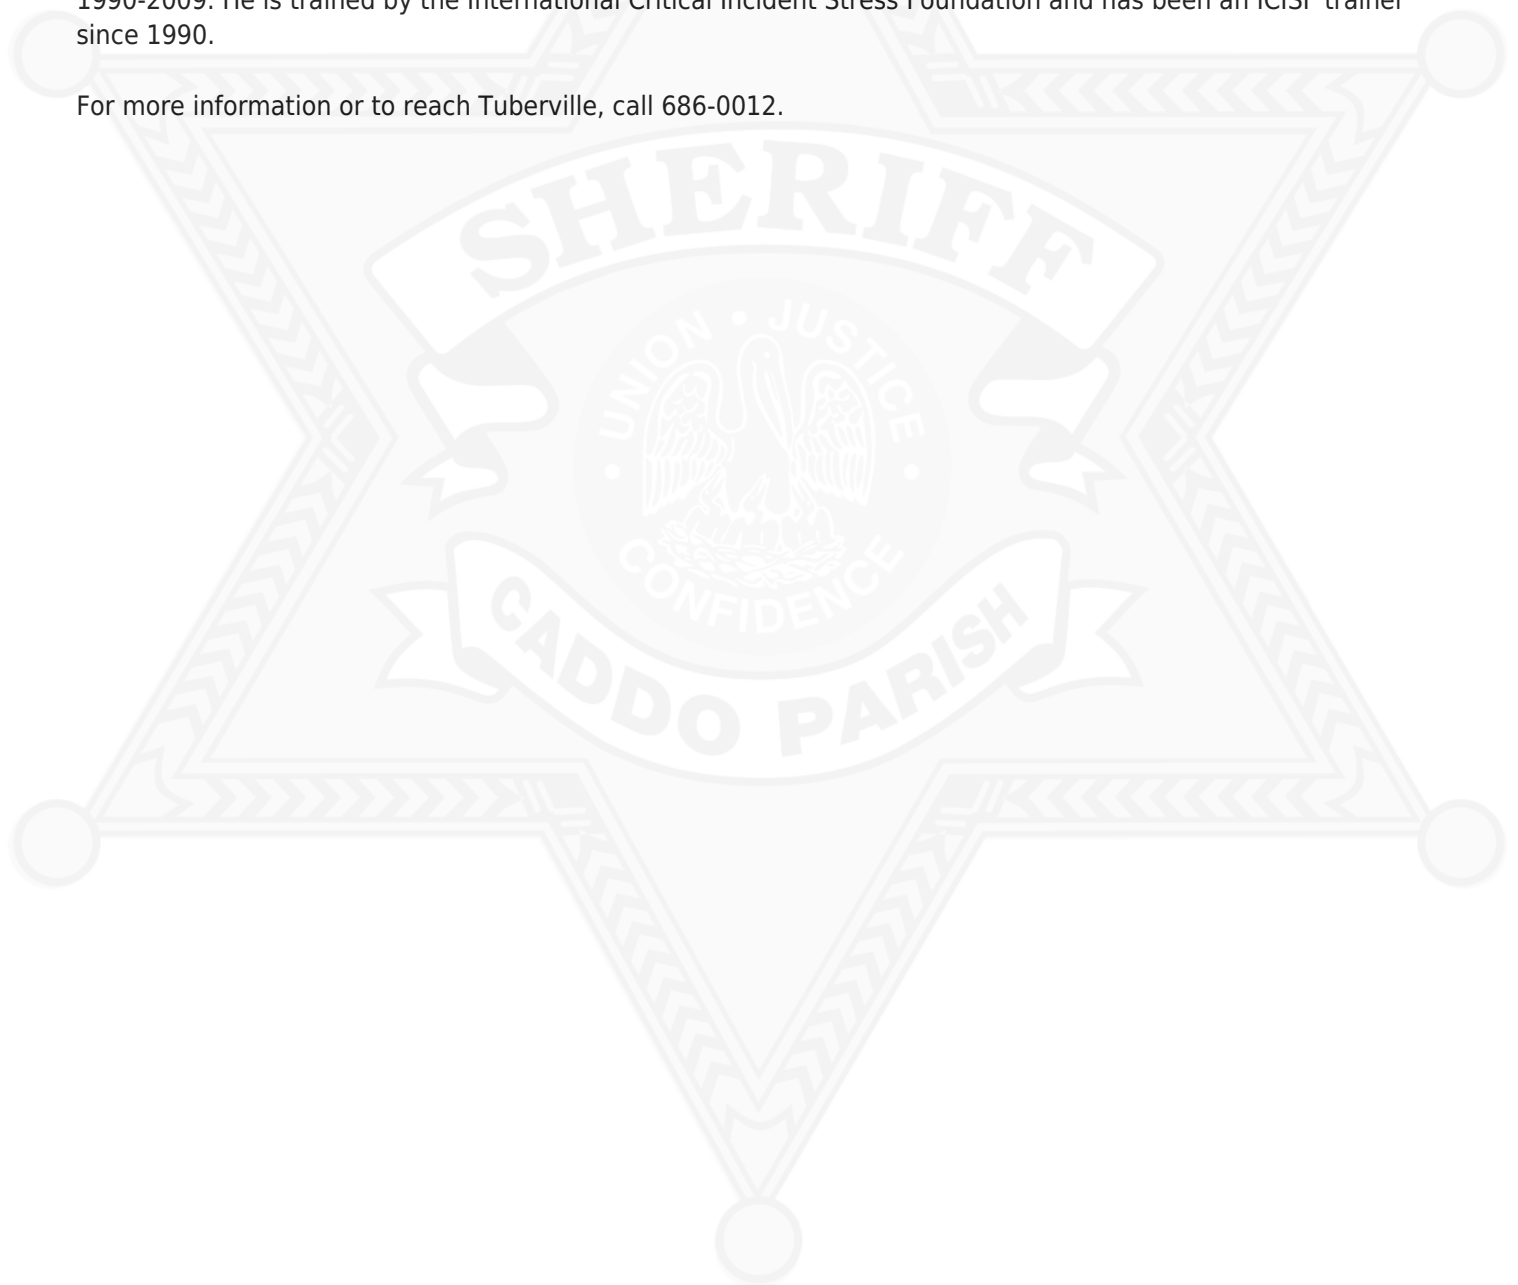 1990-2009. He is trained by the International Critical Incident Stress Foundation and has been an ICISF trainer
since 1990.
For more information or to reach Tuberville, call 686-0012.
SHERIFF
UNION • JUSTICE
• CONFIDENCE •
CADDO PARISH